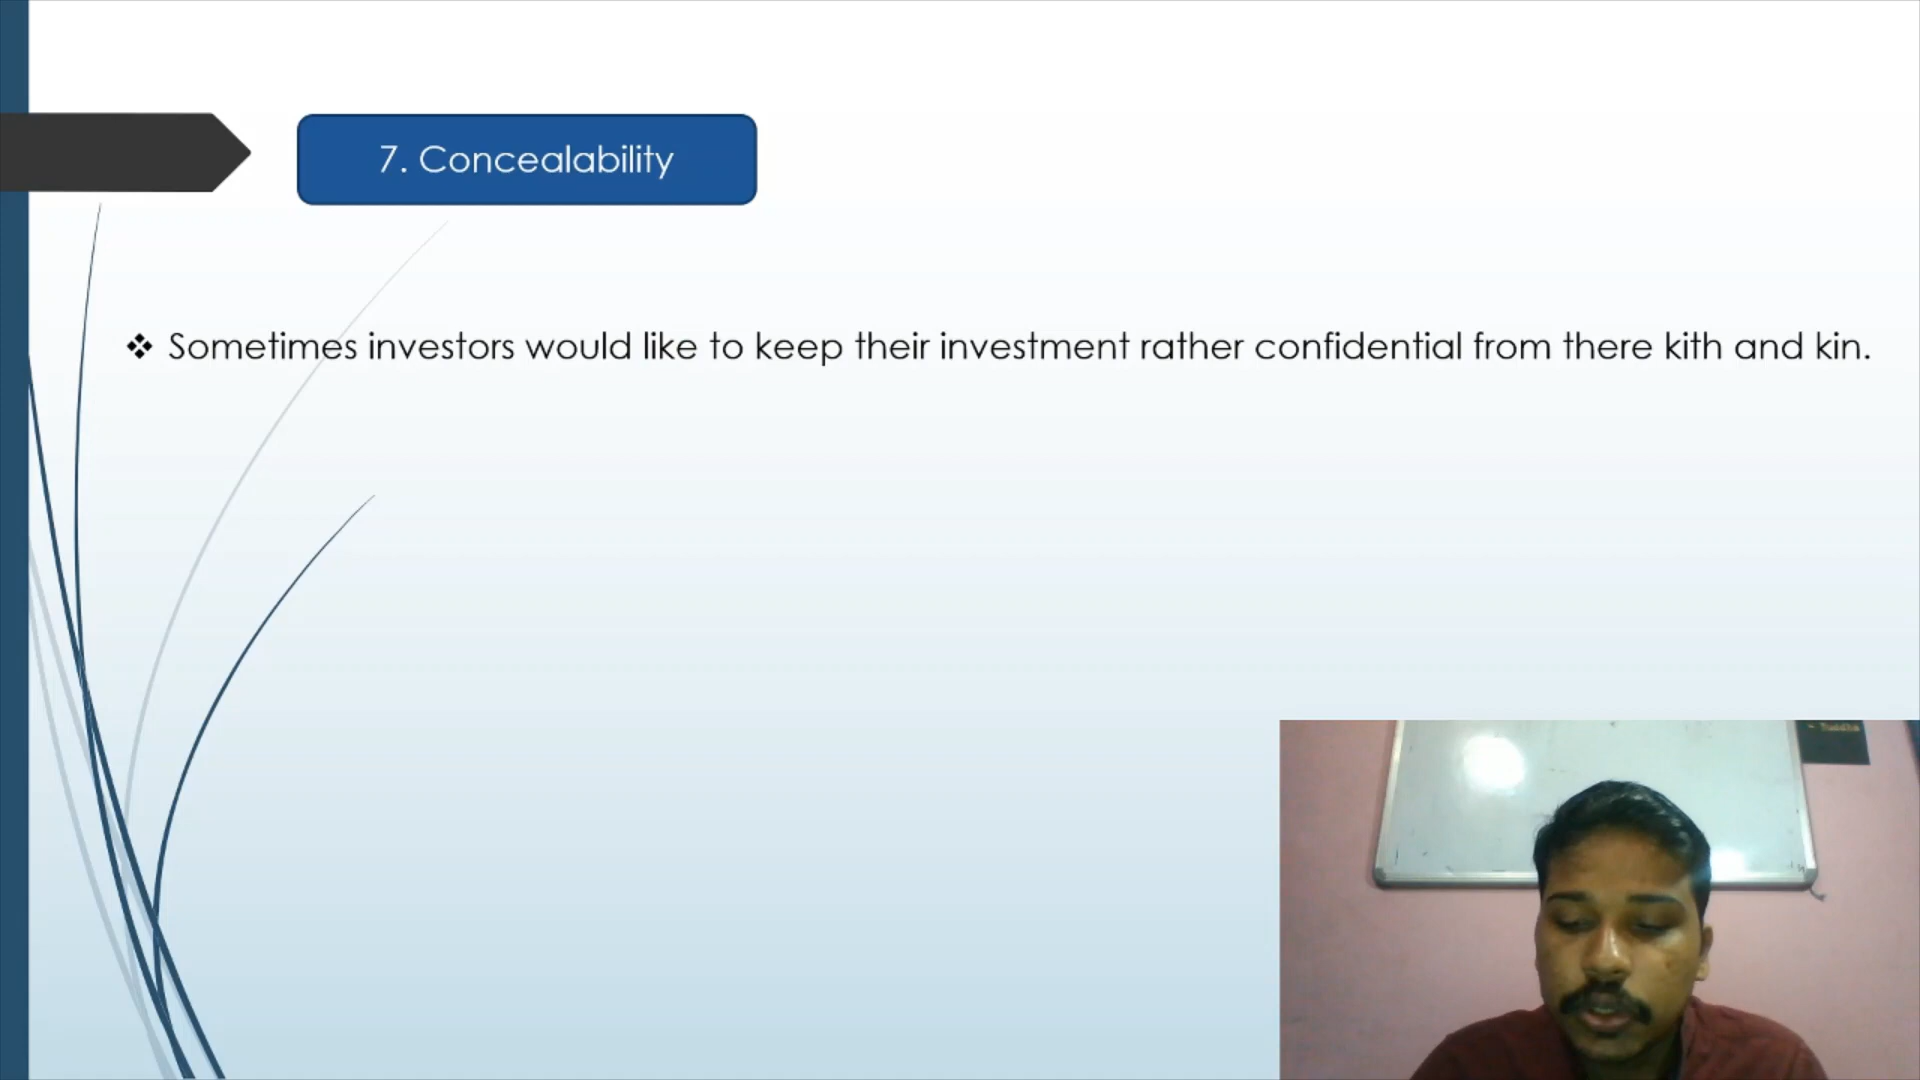 7. Concealability
❖ Sometimes investors would like to keep their investment rather confidential from there kith and kin.